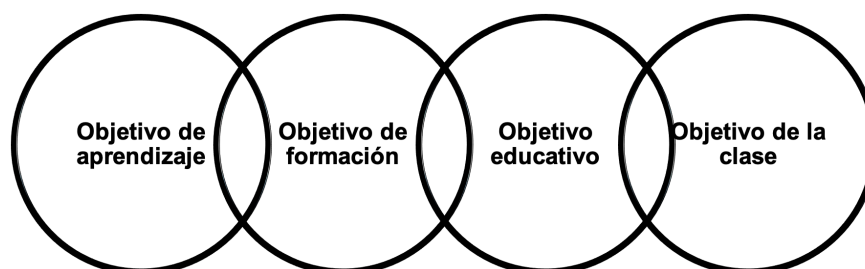 Objetivo de
aprendizaje
Objetivo de
formación
Objetivo
educativo
Objetivo de la
clase